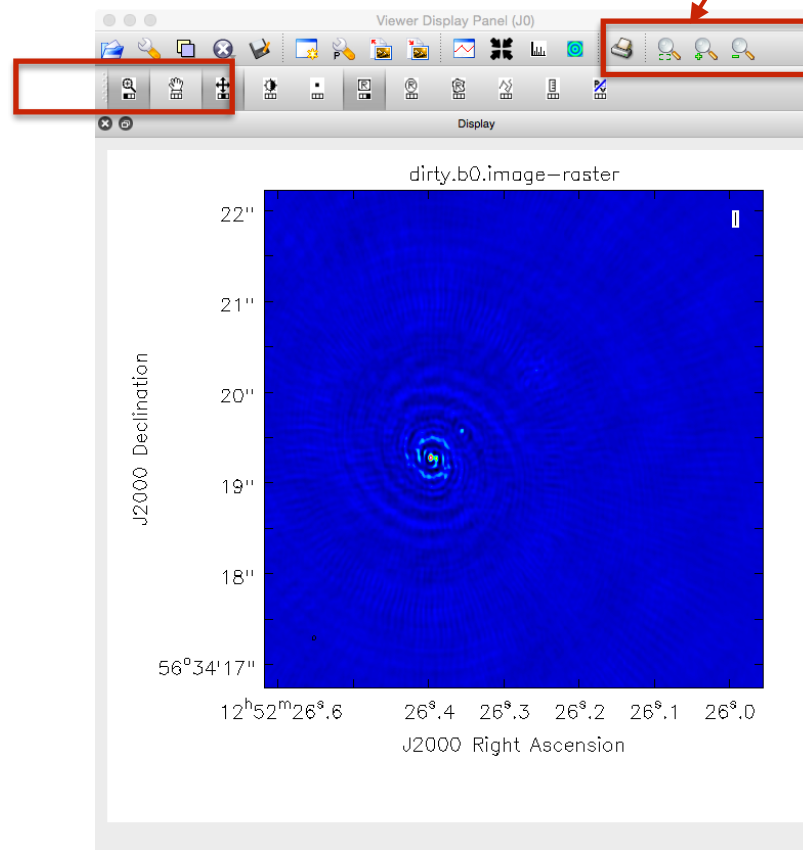 Viewer Display Panel (J0)
Display
dirty.b0.image-raster
22"
21"
20"
19"
18"
56°34'17"
J2000 Declination
12ʰ52ᵐ26ˢ.6 26ˢ.4 26ˢ.3 26ˢ.2 26ˢ.1 26ˢ.0
J2000 Right Ascension